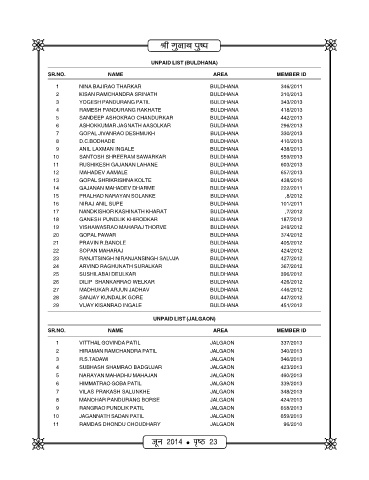 श्री गुनाथ पुष्प
UNPAID LIST (BULDHANA)
SR.NO. NAME AREA MEMBER ID
1 NINA BAJIRAO THARKAR BULDHANA 346/2011
2 KISAN RAMCHANDRA SRINATH BULDHANA 310/2013
3 YOGESH PANDURANG PATIL BULDHANA 343/2013
4 RAMESH PANDURANG RAKHATE BULDHANA 418/2013
5 SANDEEP ASHOKRAO CHANDURKAR BULDHANA 442/2013
6 ASHOKKUMAR JAGNATH AASOLKAR BULDHANA 296/2013
7 GOPAL JIVANRAO DESHMUKH BULDHANA 330/2013
8 D.C.BODHADE BULDHANA 410/2013
9 ANIL LAXMAN INGALE BULDHANA 438/2013
10 SANTOSH SHREERAM SAWARKAR BULDHANA 559/2013
11 RUSHIKESH GAJANAN LAHANE BULDHANA 603/2013
12 MAHADEV AAMALE BULDHANA 657/2013
13 GOPAL SHRIKRISHNA KOLTE BULDHANA 438/2010
14 GAJANAN MAHADEV DHARME BULDHANA 222/2011
15 PRALHAD NARAYAN SOLANKE BULDHANA ,8/2012
16 NIRAJ ANIL SUPE BULDHANA 101/2011
17 NANDKISHOR KASHINATH KHARAT BULDHANA ,7/2012
18 GANESH PUNDLIK KHIRODKAR BULDHANA 187/2012
19 VISHAWASRAO MAHARAJ THORVE BULDHANA 249/2012
20 GOPAL PAWAR BULDHANA 374/2012
21 PRAVIN R.BANDLE BULDHANA 405/2012
22 SOPAN MAHARAJ BULDHANA 424/2012
23 RANJITSINGH NIRANJANSINGH SALUJA BULDHANA 427/2012
24 ARVIND RAGHUNATH SURALKAR BULDHANA 367/2012
25 SUSHILABAI DEULKAR BULDHANA 396/2012
26 DILIP SHANKARRAO WELKAR BULDHANA 426/2012
27 MADHUKAR ARJUN JADHAV BULDHANA 446/2012
28 SANJAY KUNDALIK GORE BULDHANA 447/2012
29 VIJAY KISANRAO INGALE BULDHANA 451/2012
UNPAID LIST (JALGAON)
SR.NO. NAME AREA MEMBER ID
1 VITTHAL GOVINDA PATIL JALGAON 337/2013
2 HIRAMAN RAMCHANDRA PATIL JALGAON 340/2013
3 R.S.TADAWI JALGAON 346/2013
4 SUBHASH SHAMRAO BADGUJAR JALGAON 423/2013
5 NARAYAN MAHADHU MAHAJAN JALGAON 460/2013
6 HIMMATRAO GOBA PATIL JALGAON 339/2013
7 VILAS PRAKASH SALUNKHE JALGAON 348/2013
8 MANOHAR PANDURANG BORSE JALGAON 424/2013
9 RANGRAO PUNDLIK PATIL JALGAON 658/2013
10 JAGANNATH SADAN PATIL JALGAON 659/2013
11 RAMDAS DHONDU CHOUDHARY JALGAON 96/2010
जून 2014 ● पृष्ठ 23